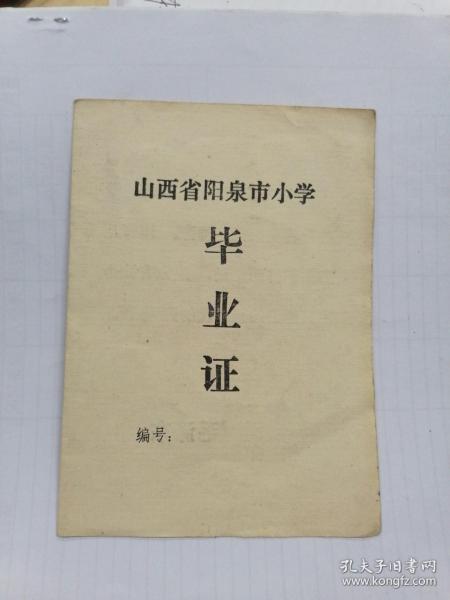 山西省阳泉市小学
毕
业
证
编号：
孔夫子旧书网
www.kongfz.com